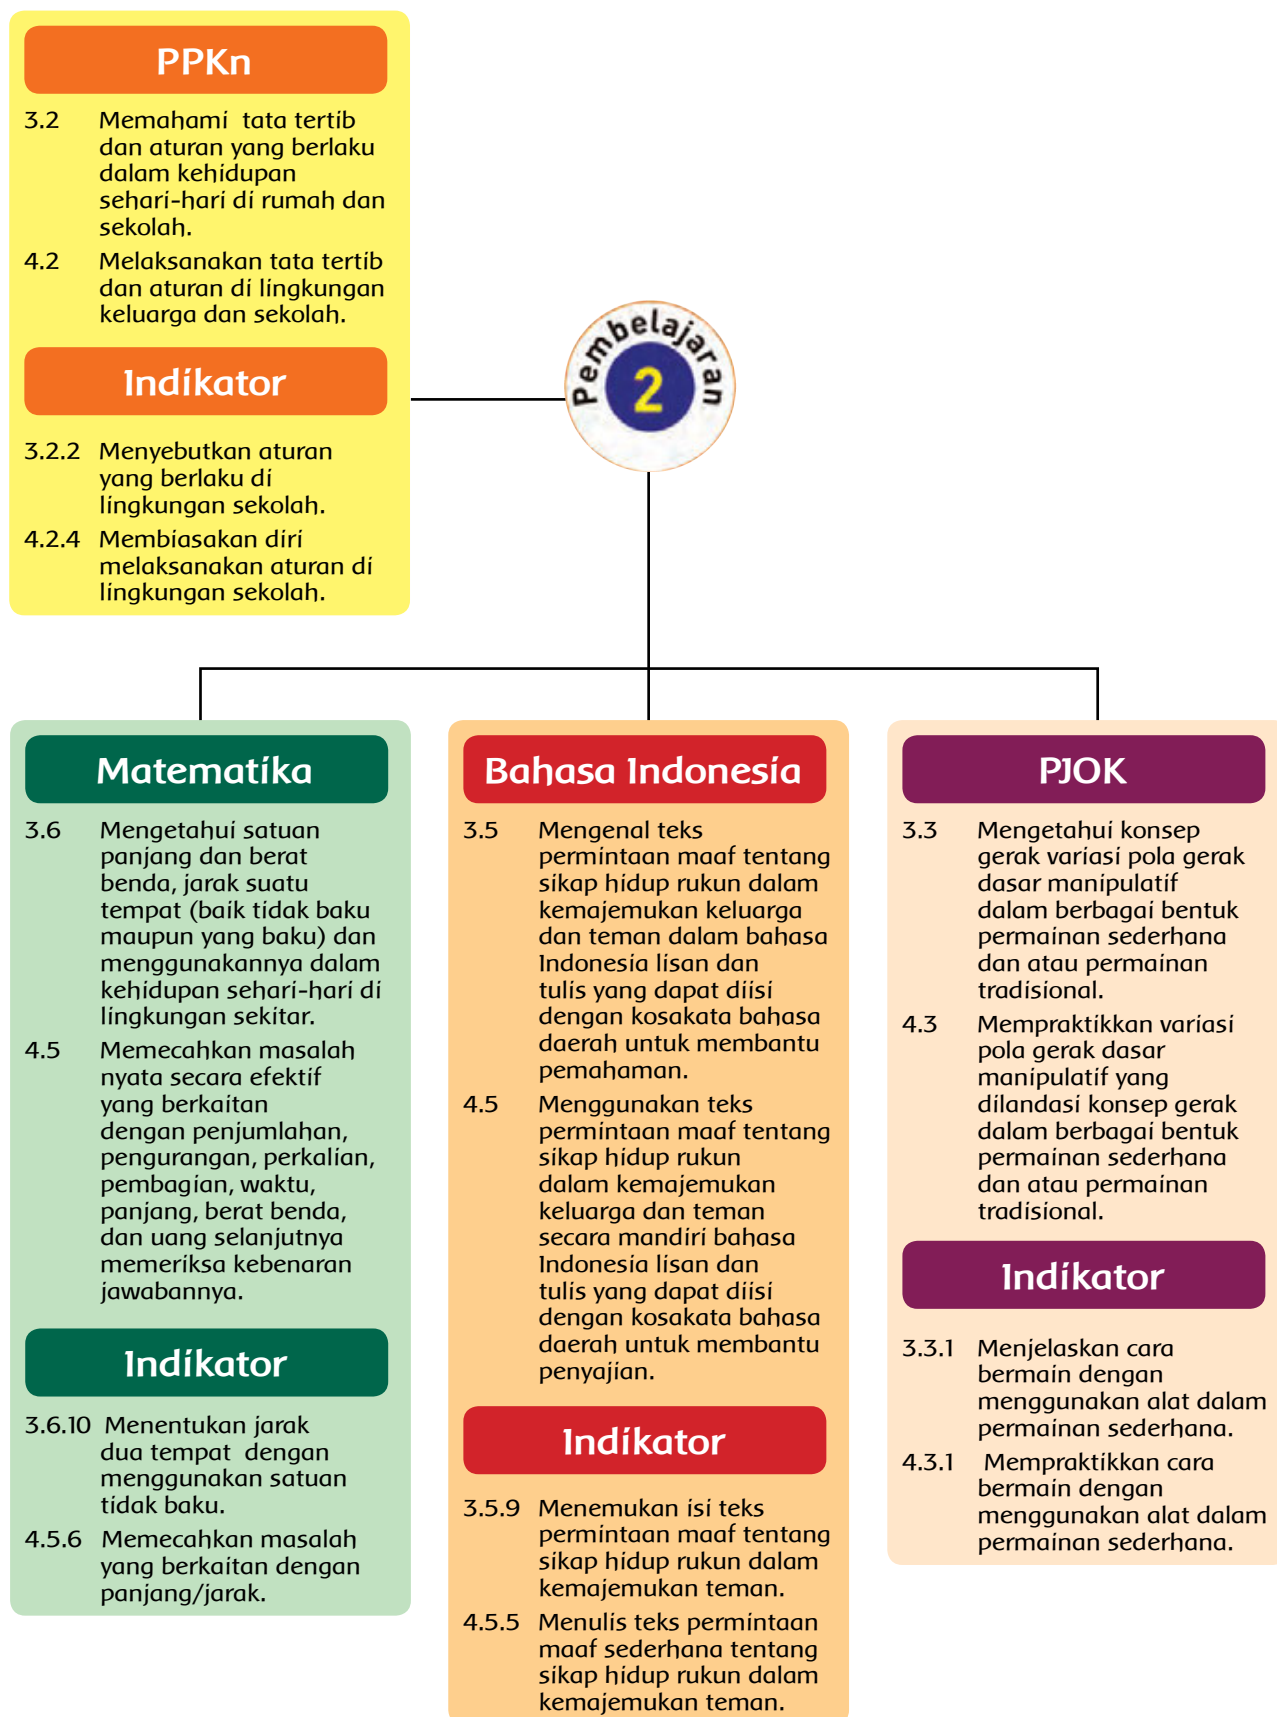 PPKn
3.2 Memahami tata tertib
dan aturan yang berlaku
dalam kehidupan
sehari-hari di rumah dan
sekolah.
4.2 Melaksanakan tata tertib
dan aturan di lingkungan
keluarga dan sekolah.
Indikator
3.2.2 Menyebutkan aturan
yang berlaku di
lingkungan sekolah.
4.2.4 Membiasakan diri
melaksanakan aturan di
lingkungan sekolah.
Pembelajaran
2
Matematika
3.6 Mengetahui satuan
panjang dan berat
benda, jarak suatu
tempat (baik tidak baku
maupun yang baku) dan
menggunakannya dalam
kehidupan sehari-hari di
lingkungan sekitar.
4.5 Memecahkan masalah
nyata secara efektif
yang berkaitan
dengan penjumlahan,
pengurangan, perkalian,
pembagian, waktu,
panjang, berat benda,
dan uang selanjutnya
memeriksa kebenaran
jawabannya.
Indikator
3.6.10 Menentukan jarak
dua tempat dengan
menggunakan satuan
tidak baku.
4.5.6 Memecahkan masalah
yang berkaitan dengan
panjang/jarak.
Bahasa Indonesia
3.5 Mengenal teks
permintaan maaf tentang
sikap hidup rukun dalam
kemajemukan keluarga
dan teman dalam bahasa
Indonesia lisan dan
tulis yang dapat diisi
dengan kosakata bahasa
daerah untuk membantu
pemahaman.
4.5 Menggunakan teks
permintaan maaf tentang
sikap hidup rukun
dalam kemajemukan
keluarga dan teman
secara mandiri bahasa
Indonesia lisan dan
tulis yang dapat diisi
dengan kosakata bahasa
daerah untuk membantu
penyajian.
Indikator
3.5.9 Menemukan isi teks
permintaan maaf tentang
sikap hidup rukun dalam
kemajemukan teman.
4.5.5 Menulis teks permintaan
maaf sederhana tentang
sikap hidup rukun dalam
kemajemukan teman.
PJOK
3.3 Mengetahui konsep
gerak variasi pola gerak
dasar manipulatif
dalam berbagai bentuk
permainan sederhana
dan atau permainan
tradisional.
4.3 Mempraktikkan variasi
pola gerak dasar
manipulatif yang
dilandasi konsep gerak
dalam berbagai bentuk
permainan sederhana
dan atau permainan
tradisional.
Indikator
3.3.1 Menjelaskan cara
bermain dengan
menggunakan alat dalam
permainan sederhana.
4.3.1 Mempraktikkan cara
bermain dengan
menggunakan alat dalam
permainan sederhana.